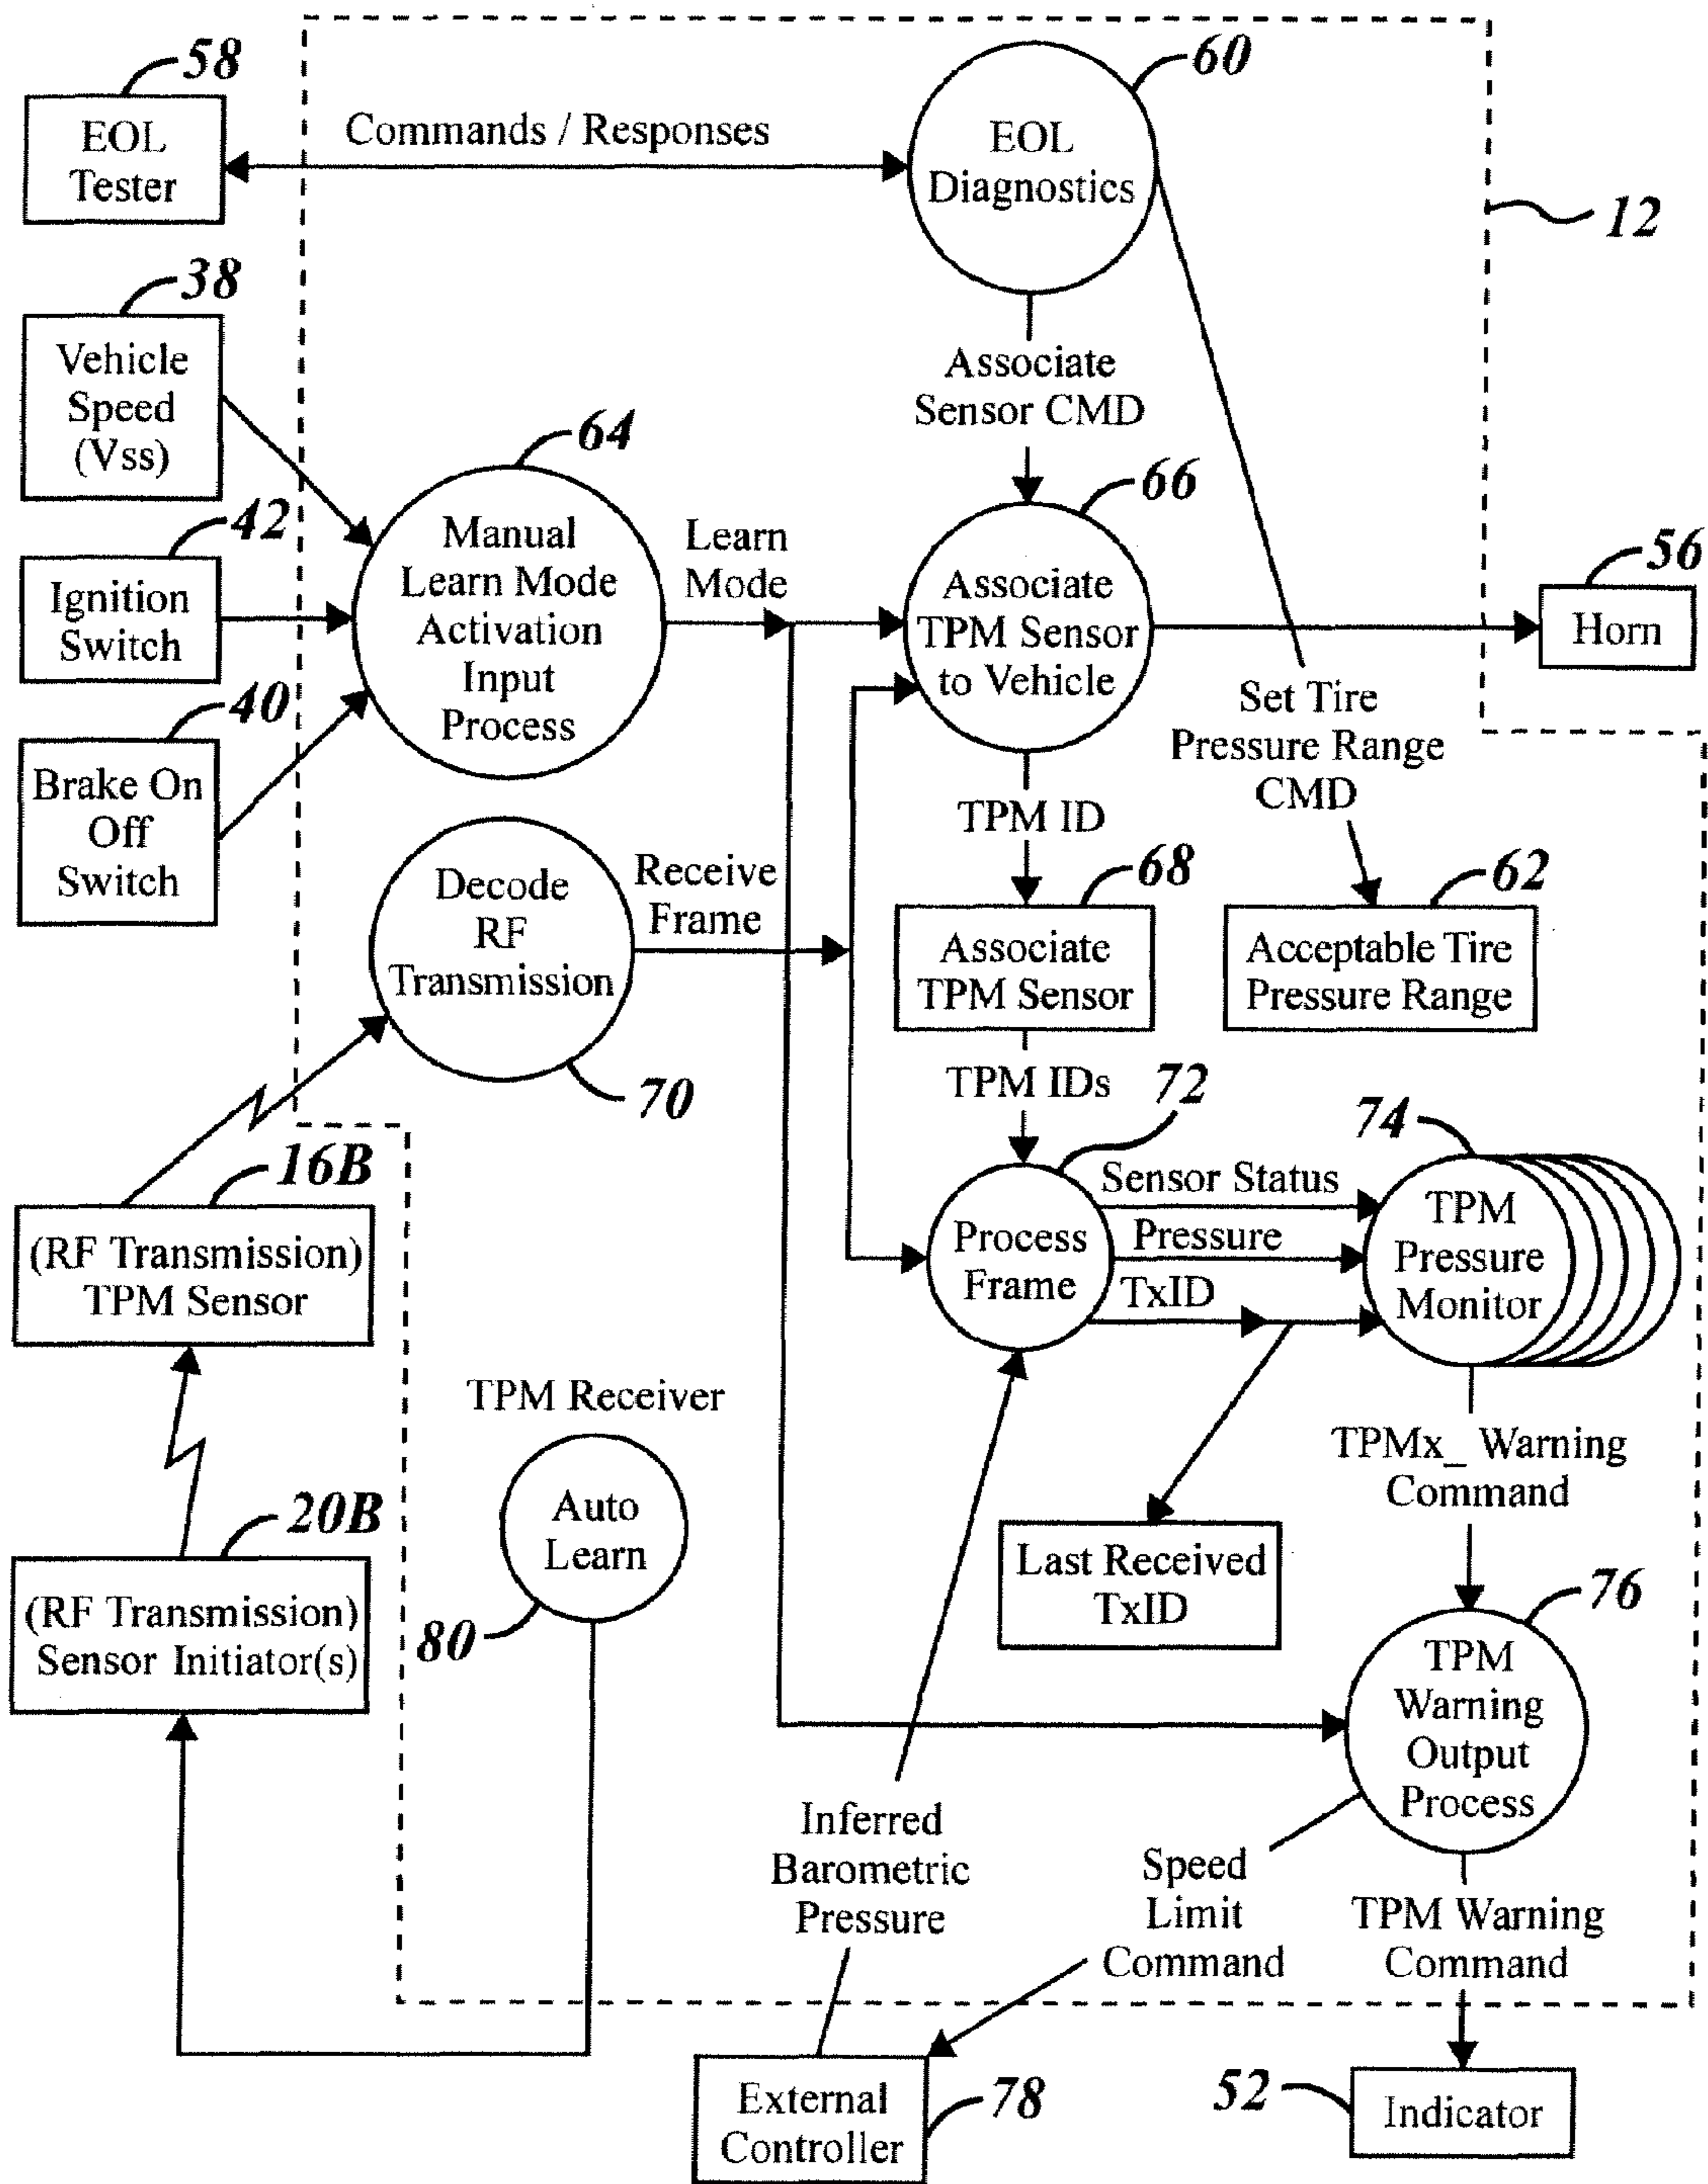 58
60
EOL
Tester
Commands / Responses
EOL
Diagnostics
12
38
Vehicle
Speed
(Vss)
Associate
Sensor CMD
64
66
42
Ignition
Switch
Manual
Learn Mode
Activation
Input
Process
Learn
Mode
Associate
TPM Sensor
to Vehicle
56
Horn
40
Brake On
Off
Switch
Set Tire
Pressure Range
CMD
TPM ID
Decode
RF
Transmission
70
Receive
Frame
68
Associate
TPM Sensor
62
Acceptable Tire
Pressure Range
TPM IDs
72
74
16B
(RF Transmission)
TPM Sensor
Process
Frame
Sensor Status
Pressure
TxID
TPM
Pressure
Monitor
TPM Receiver
Auto
Learn
80
TPMx_ Warning
Command
20B
(RF Transmission)
Sensor Initiator(s)
Last Received
TxID
76
TPM
Warning
Output
Process
Inferred
Barometric
Pressure
Speed
Limit
Command
TPM Warning
Command
External
Controller
78
52
Indicator